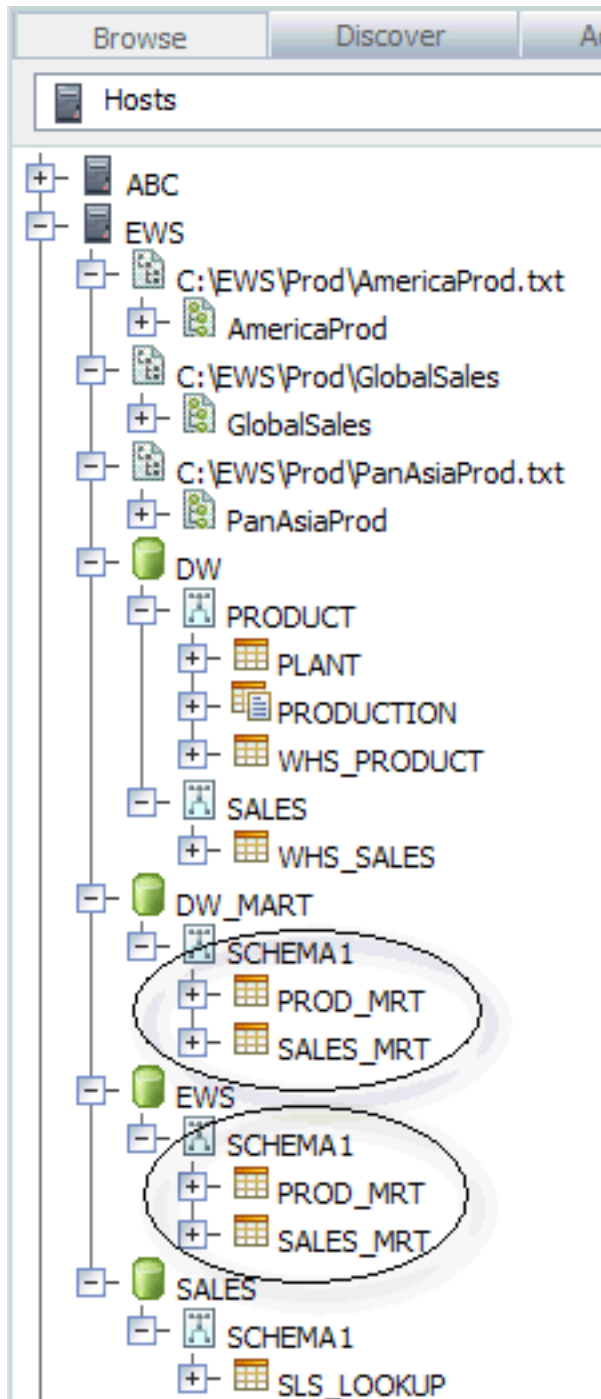 Browse Discover
Hosts
ABC
EWS
C:\EWS\Prod\AmericaProd.txt
AmericaProd
C:\EWS\Prod\GlobalSales
GlobalSales
C:\EWS\Prod\PanAsiaProd.txt
PanAsiaProd
DW
PRODUCT
PLANT
PRODUCTION
WHS_PRODUCT
SALES
WHS_SALES
DW_MART
SCHEMA1
PROD_MRT
SALES_MRT
EWS
SCHEMA1
PROD_MRT
SALES_MRT
SALES
SCHEMA1
SLS_LOOKUP